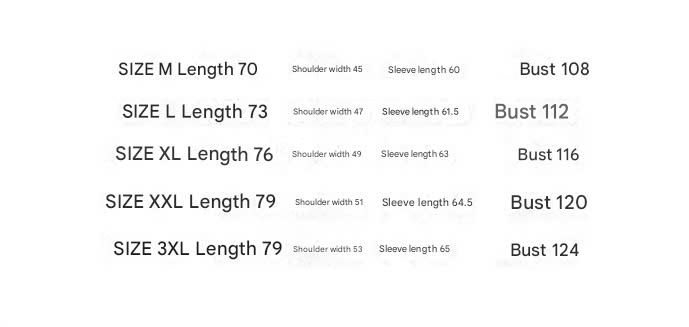 SIZE M Length 70 Shoulder width 45 Sleeve length 60 Bust 108
SIZE L Length 73 Shoulder width 47 Sleeve length 61.5 Bust 112
SIZE XL Length 76 Shoulder width 49 Sleeve length 63 Bust 116
SIZE XXL Length 79 Shoulder width 51 Sleeve length 64.5 Bust 120
SIZE 3XL Length 79 Shoulder width 53 Sleeve length 65 Bust 124